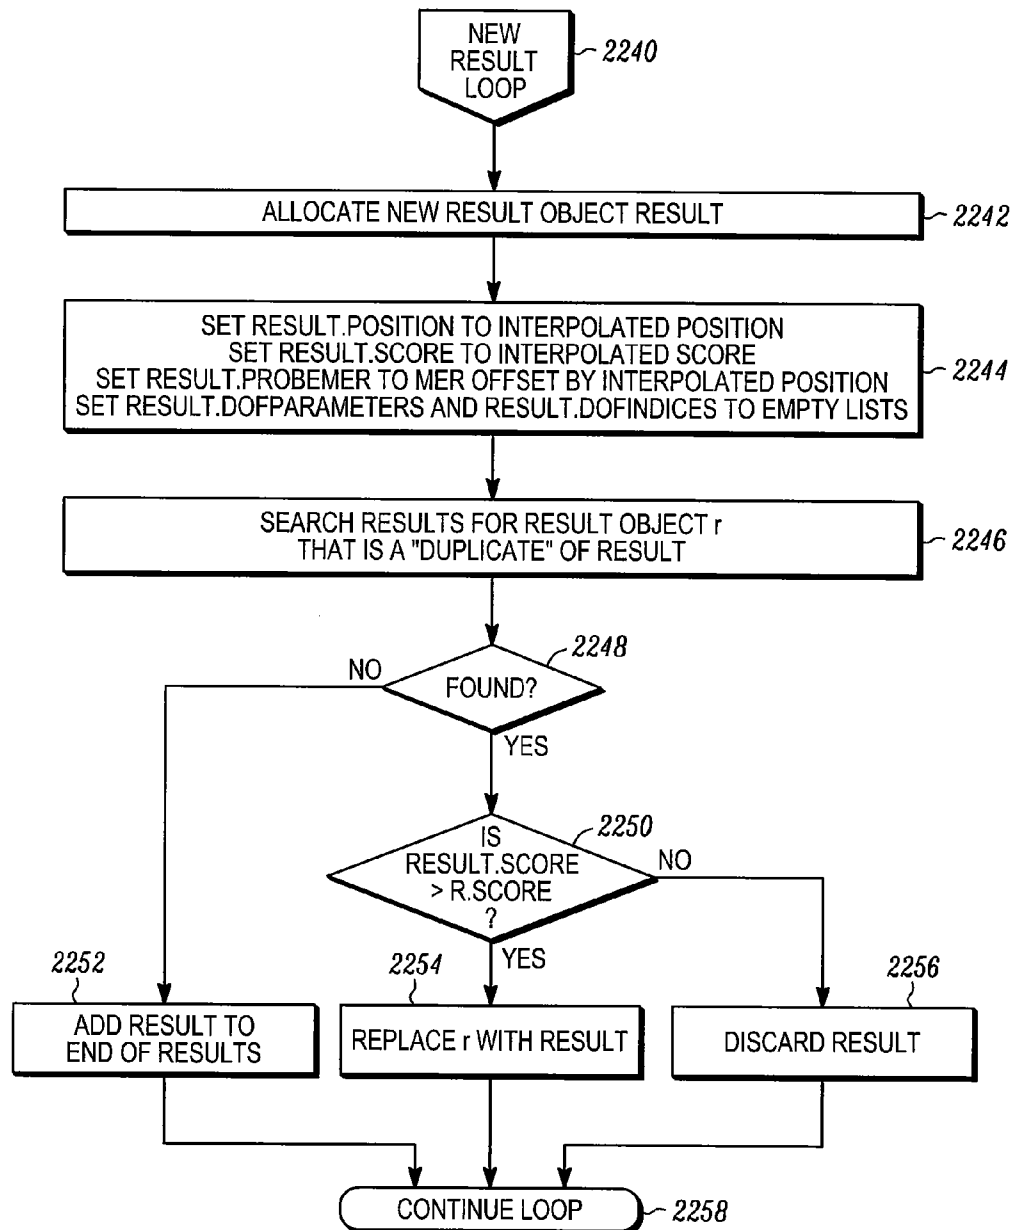 NEW
RESULT
LOOP
2240
ALLOCATE NEW RESULT OBJECT RESULT
2242
SET RESULT.POSITION TO INTERPOLATED POSITION
SET RESULT.SCORE TO INTERPOLATED SCORE
SET RESULT.PROBEMER TO MER OFFSET BY INTERPOLATED POSITION
SET RESULT.DOFPARAMETERS AND RESULT.DOFINDICES TO EMPTY LISTS
2244
SEARCH RESULTS FOR RESULT OBJECT r
THAT IS A "DUPLICATE" OF RESULT
2246
2248
NO
FOUND?
YES
2250
IS
RESULT.SCORE
> R.SCORE
?
NO
YES
2252
ADD RESULT TO
END OF RESULTS
2254
REPLACE r WITH RESULT
2256
DISCARD RESULT
CONTINUE LOOP
2258